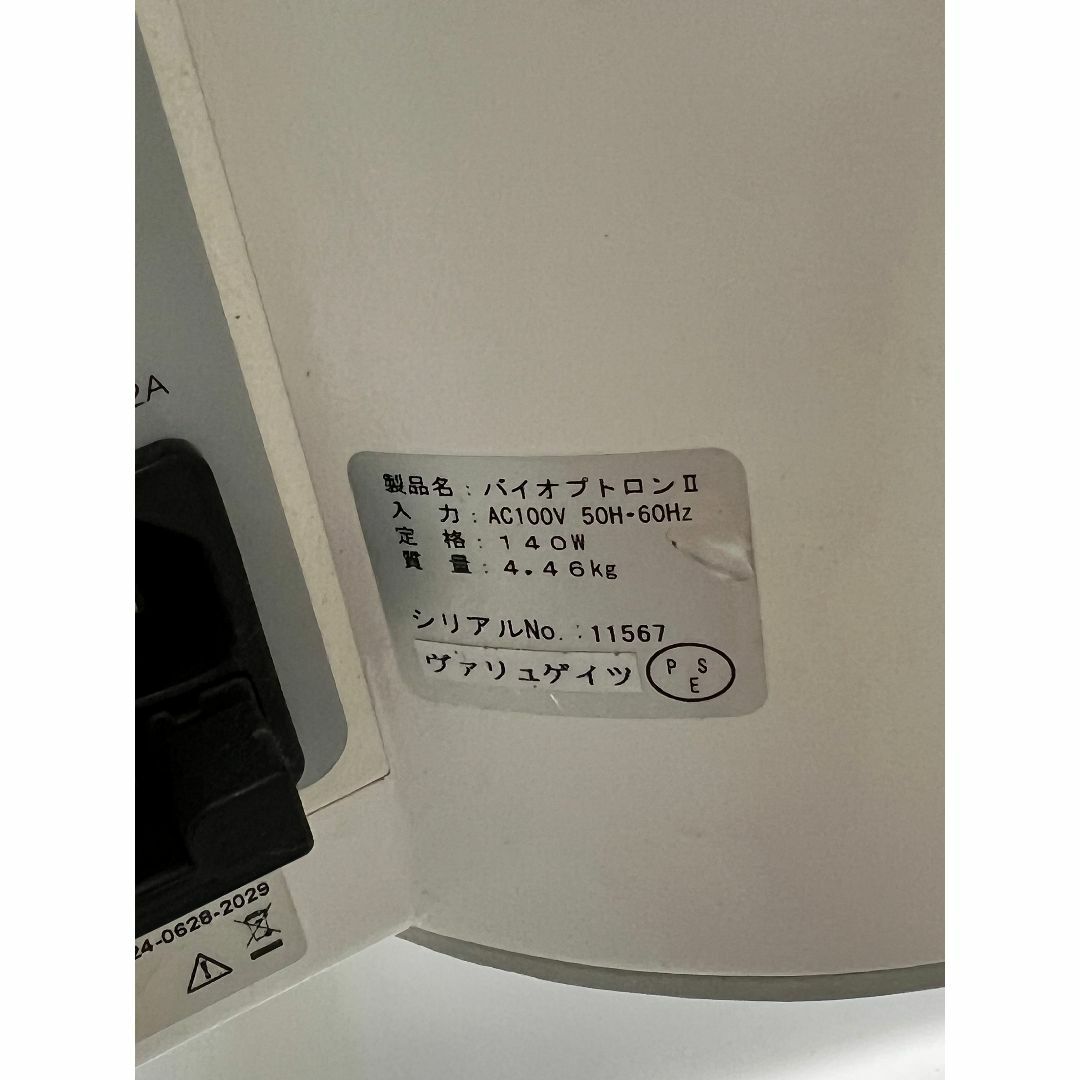 2A
製品名:バイオプトロンⅡ
入 力:AC100V 50H・60Hz
定 格:140W
質 量:4.46kg
シリアルNo.:11567
ヴァリュゲイツ
P S E
24-0628-2029